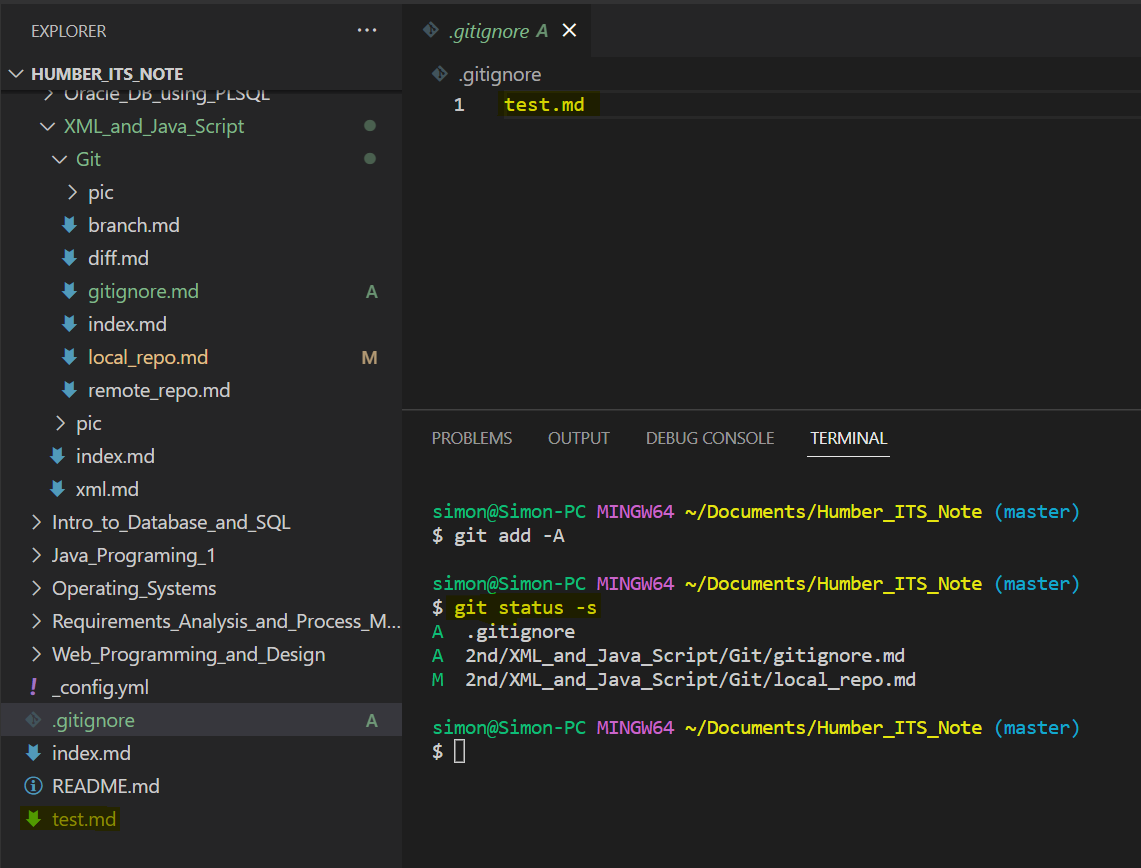 EXPLORER
HUMBER_ITS_NOTE
Oracle_DB_using_PLSQL
XML_and_Java_Script
Git
pic
branch.md
diff.md
gitignore.md A
index.md
local_repo.md M
remote_repo.md
pic
index.md
xml.md
Intro_to_Database_and_SQL
Java_Programing_1
Operating_Systems
Requirements_Analysis_and_Process_M...
Web_Programming_and_Design
! _config.yml
.gitignore A
index.md
README.md
test.md
.gitignore A
.gitignore
1 test.md
PROBLEMS OUTPUT DEBUG CONSOLE TERMINAL
simon@Simon-PC MINGW64 ~/Documents/Humber_ITS_Note (master)
$ git add -A
simon@Simon-PC MINGW64 ~/Documents/Humber_ITS_Note (master)
$ git status -s
A .gitignore
A 2nd/XML_and_Java_Script/Git/gitignore.md
M 2nd/XML_and_Java_Script/Git/local_repo.md
simon@Simon-PC MINGW64 ~/Documents/Humber_ITS_Note (master)
$